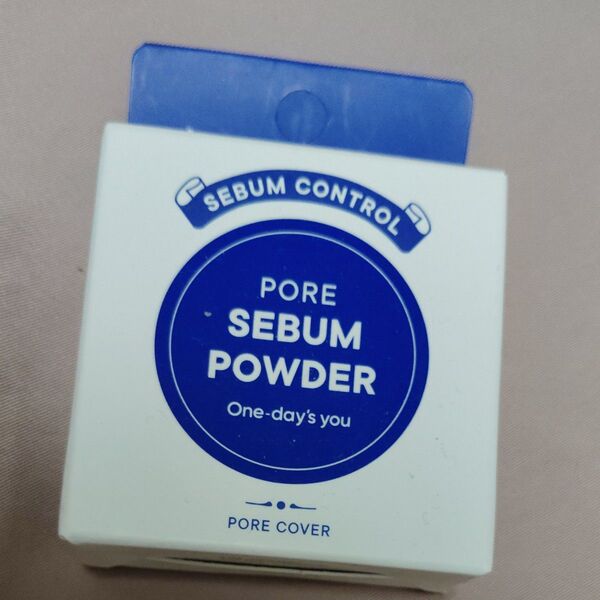 SEBUM CONTROL
PORE
SEBUM
POWDER
One-day's you
PORE COVER